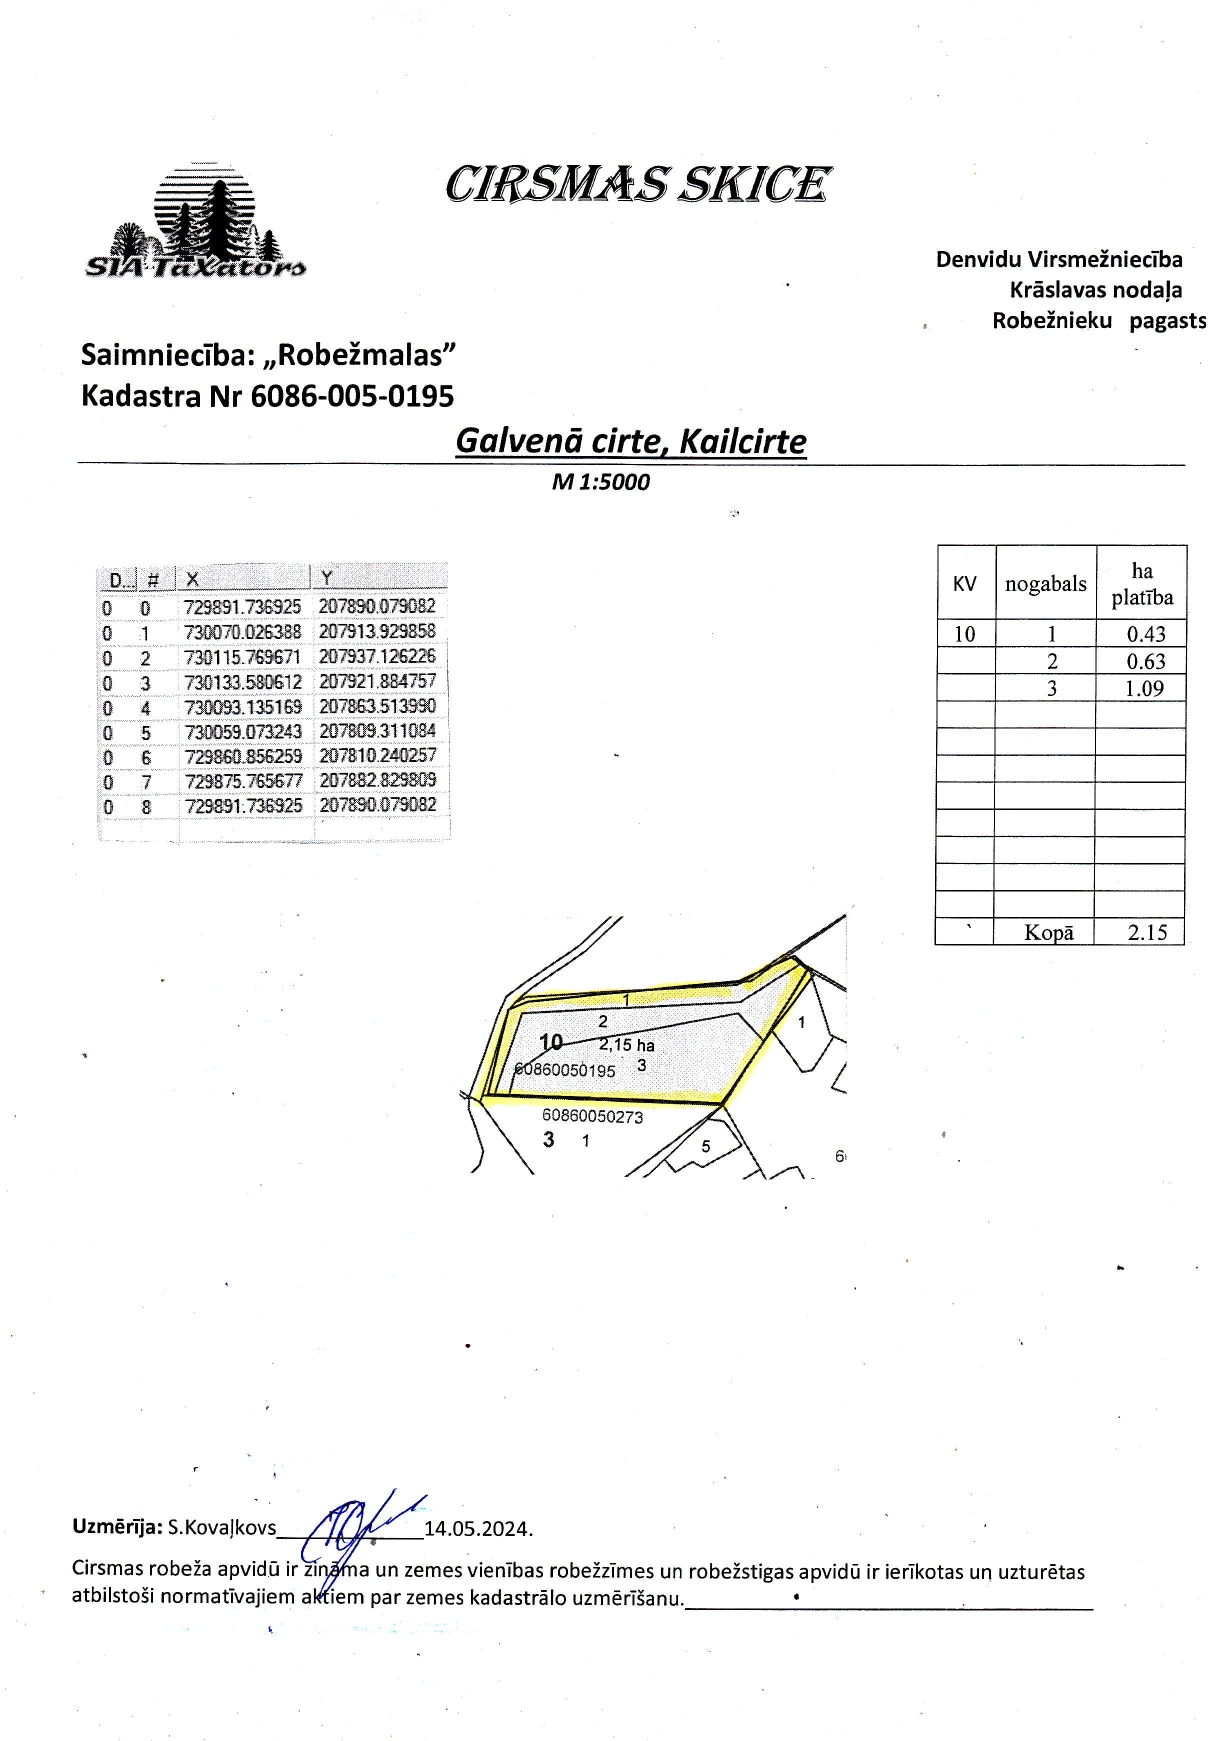 CIRSMAS SKICE
SIA TaXators
Denvidu Virsmežniecība
Krāslavas nodaļa
Robežnieku pagasts
Saimniecība: „Robežmalas”
Kadastra Nr 6086-005-0195
Galvenā cirte, Kailcirte
M 1:5000
D... # X Y
0 0 729891.736925 207890.079082
0 1 730070.026388 207913.929858
0 2 730115.769671 207937.126226
0 3 730133.580612 207921.884757
0 4 730093.135169 207863.513990
0 5 730059.073243 207809.311084
0 6 729860.856259 207810.240257
0 7 729875.765677 207882.829809
0 8 729891.736925 207890.079082
KV nogabals ha platība
10 1 0.43
2 0.63
3 1.09
Kopā 2.15
1
2
1
10 2,15 ha
60860050195 3
60860050273
3 1
5
6
Uzmērīja: S.Kovaļkovs 14.05.2024.
Cirsmas robeža apvidū ir zināma un zemes vienības robežzīmes un robežstigas apvidū ir ierīkotas un uzturētas
atbilstoši normatīvajiem aktiem par zemes kadastrālo uzmērīšanu.